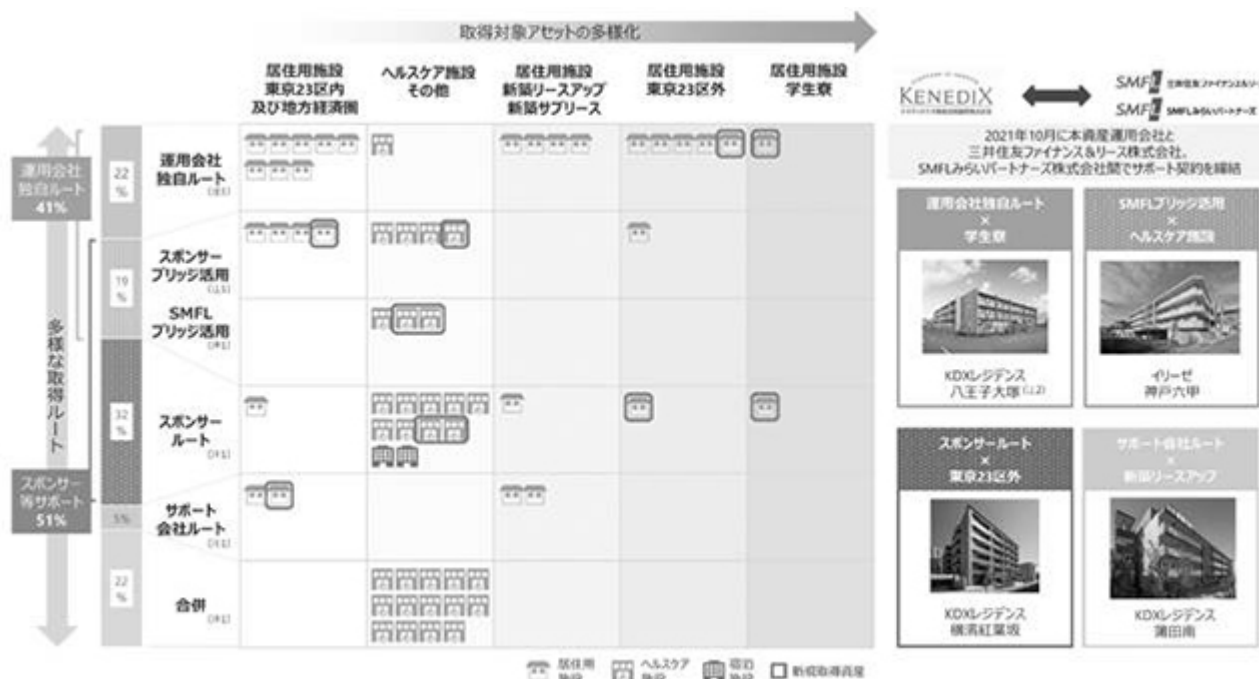 取得対象アセットの多様化
居住用施設
東京23区内
及び地方経済圏
ヘルスケア施設
その他
居住用施設
新築リースアップ
新築サブリース
居住用施設
東京23区外
居住用施設
学生寮
運用会社
独自ルート
41%
多様な取得ルート
スポンサー
等サポート
51%
22
%
19
%
32
%
5%
22
%
運用会社
独自ルート
スポンサー
ブリッジ活用
SMFL
ブリッジ活用
スポンサー
ルート
サポート
会社ルート
合併
居住用
施設
ヘルスケア
施設
宿泊
施設
新規取得資産
KENEDIX
SMFL 三井住友ファイナンス&リース
SMFL SMFLみらいパートナーズ
2021年10月に本資産運用会社と
三井住友ファイナンス&リース株式会社、
SMFLみらいパートナーズ株式会社間でサポート契約を締結
運用会社独自ルート
×
学生寮
KDXレジデンス
八王子大塚
SMFLブリッジ活用
×
ヘルスケア施設
イリーゼ
神戸六甲
スポンサールート
×
東京23区外
KDXレジデンス
横濱紅葉坂
サポート会社ルート
×
新築リースアップ
KDXレジデンス
蒲田南